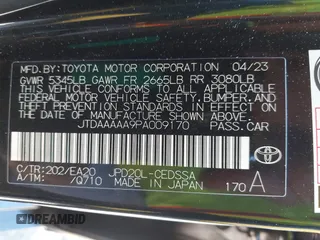 MFD.BY:TOYOTA MOTOR CORPORATION 04/23
GVWR 5345LB GAWR FR 2665LB RR 3080LB
THIS VEHICLE CONFORMS TO ALL APPLICABLE
FEDERAL MOTOR VEHICLE SAFETY,
BUMPER, AND THEFT PREVENTION
STANDARDS IN EFFECT ON
THE DATE OF MANUFACTURE SHOWN ABOVE.
JTDAAAAA9PA009170
PASS.CAR
C/TR:202/EA20 JPD20L-CEDSSA
A/TM: /Q710 MADE IN JAPAN 170 A
DREAMBID